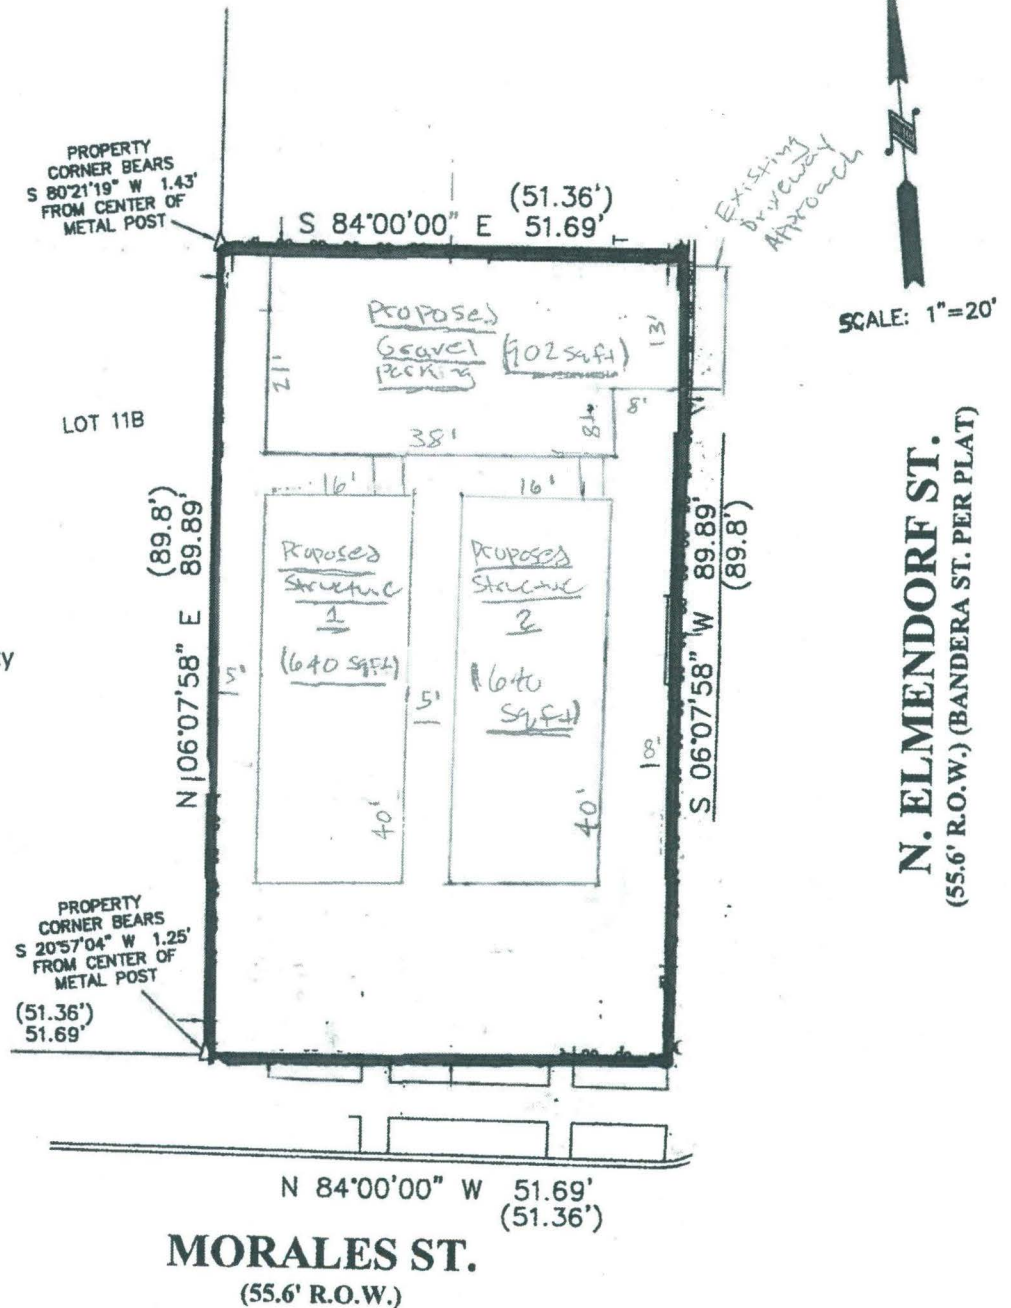 PROPERTY
CORNER BEARS
S 80°21'19" W 1.43'
FROM CENTER OF
METAL POST
(51.36')
S 84°00'00" E 51.69'
Existing
Driveway
Approach
SCALE: 1"=20'
Proposed
Gravel (902 sqft)
parking
13'
21'
8'
8'
38'
LOT 11B
16'
16'
(89.8')
N 06°07'58" E 89.89'
Proposed
Structure
1
(640 sqft)
Proposed
Structure
2
(640
sqft)
5'
5'
8'
40'
40'
S 06°07'58" W 89.89'
(89.8')
N. ELMENDORF ST.
(55.6' R.O.W.) (BANDERA ST. PER PLAT)
y
PROPERTY
CORNER BEARS
S 20°57'04" W 1.25'
FROM CENTER OF
METAL POST
(51.36')
51.69'
N 84°00'00" W 51.69'
(51.36')
MORALES ST.
(55.6' R.O.W.)